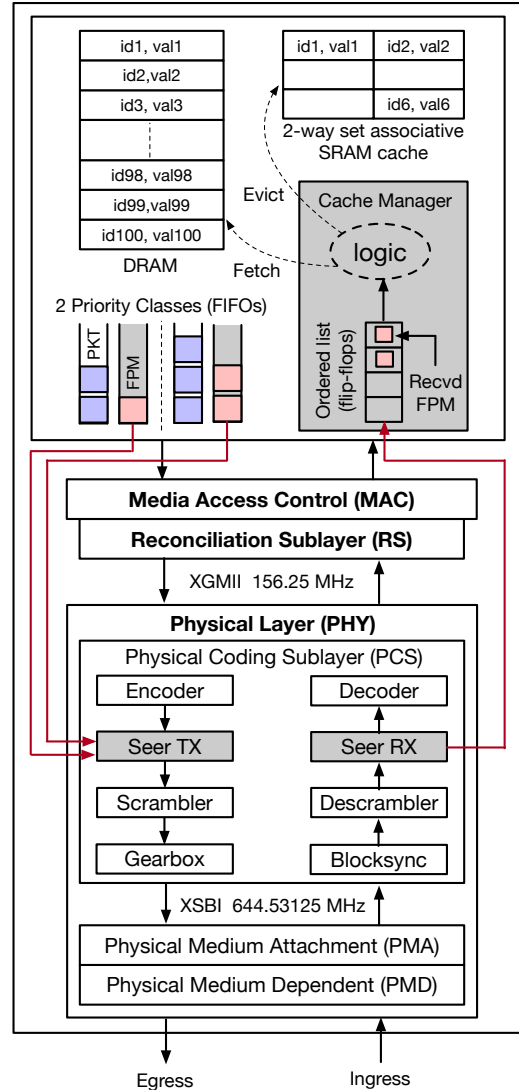 id1, val1
id2,val2
id3, val3
id98, val98
id99,val99
id100, val100
DRAM
id1, val1
id2, val2
id6, val6
2-way set associative
SRAM cache
Evict
Fetch
Cache Manager
logic
Ordered list
(flip-flops)
Recvd
FPM
2 Priority Classes (FIFOs)
PKT
FPM
Media Access Control (MAC)
Reconciliation Sublayer (RS)
XGMII 156.25 MHz
Physical Layer (PHY)
Physical Coding Sublayer (PCS)
Encoder
Decoder
Seer TX
Seer RX
Scrambler
Descrambler
Gearbox
Blocksync
XSBI 644.53125 MHz
Physical Medium Attachment (PMA)
Physical Medium Dependent (PMD)
Egress
Ingress